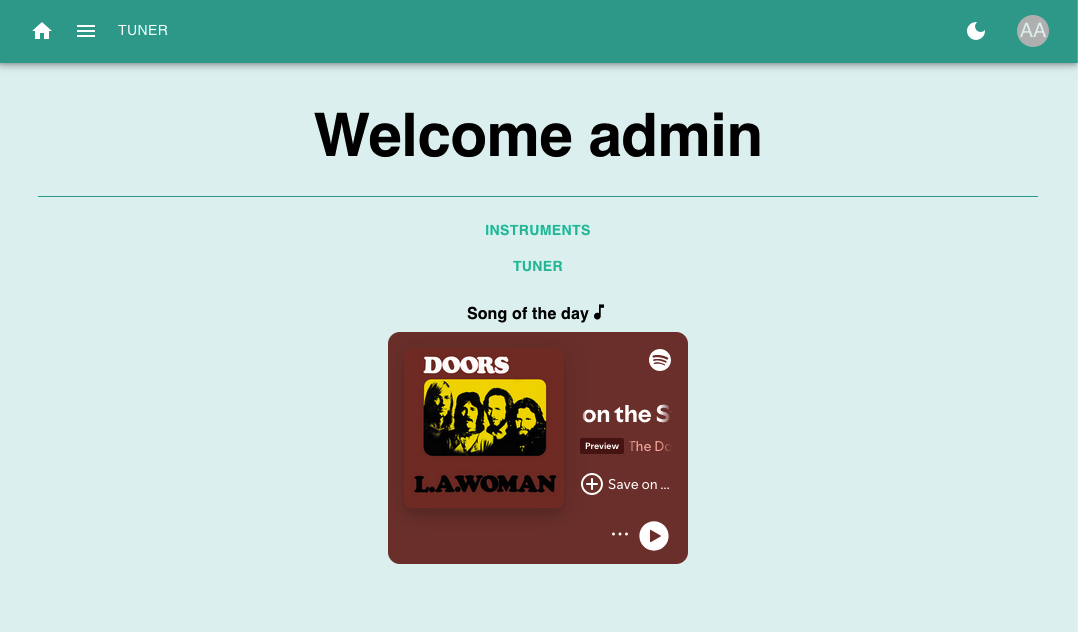 TUNER
AA
Welcome admin
INSTRUMENTS
TUNER
Song of the day
DOORS
L.A.WOMAN
on the S
Preview The Do
Save on ...